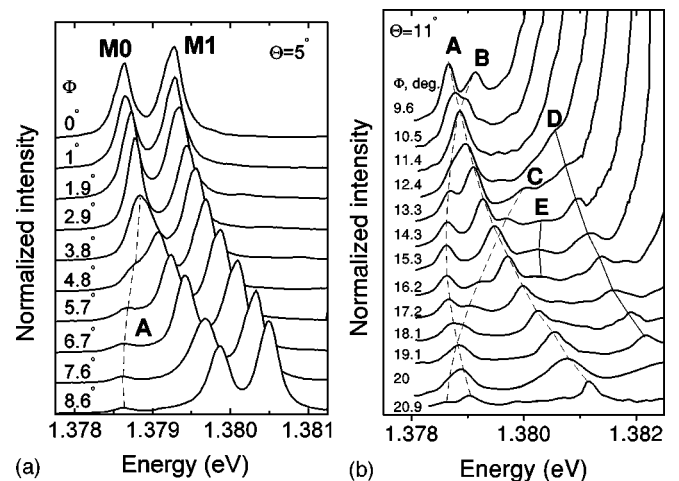 M0 M1 Θ=5°
Φ
0°
1°
1.9°
2.9°
3.8°
4.8°
5.7°
6.7°
7.6°
8.6°
A
Normalized intensity
1.378 1.379 1.380 1.381
(a) Energy (eV)
Θ=11° A B
Φ, deg.
9.6
10.5
11.4
12.4
13.3
14.3
15.3
16.2
17.2
18.1
19.1
20
20.9
D
C
E
Normalized intensity
1.378 1.380 1.382
(b) Energy (eV)